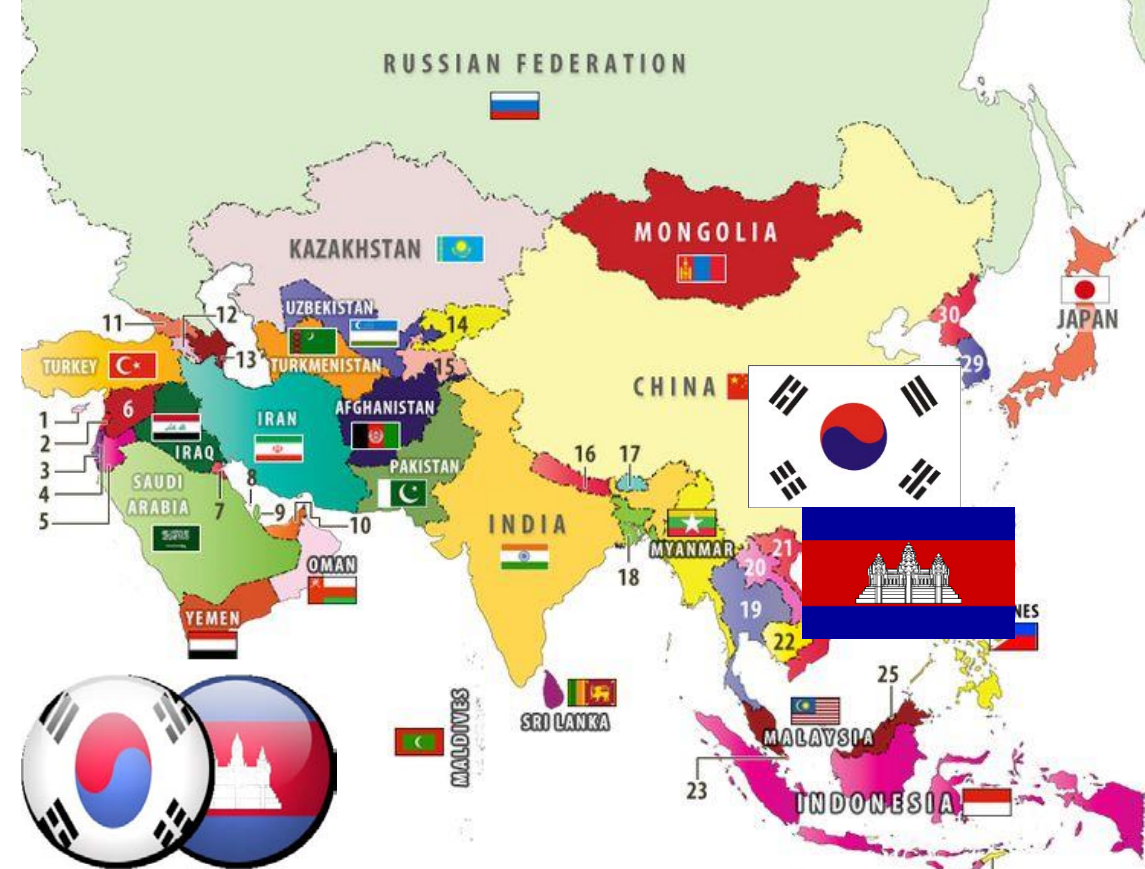 RUSSIAN FEDERATION
MONGOLIA
KAZAKHSTAN
UZBEKISTAN
12
11
14
30
JAPAN
13
TURKEY
TURKMENISTAN
15
29
CHINA
6
IRAN
AFGHANISTAN
1
2
IRAQ
16
17
3
SAUDI
ARABIA
8
PAKISTAN
4
7
9
10
INDIA
5
MYANMAR
21
20
OMAN
18
19
NES
YEMEN
22
25
SRI LANKA
MALDIVES
MALAYSIA
23
INDONESIA